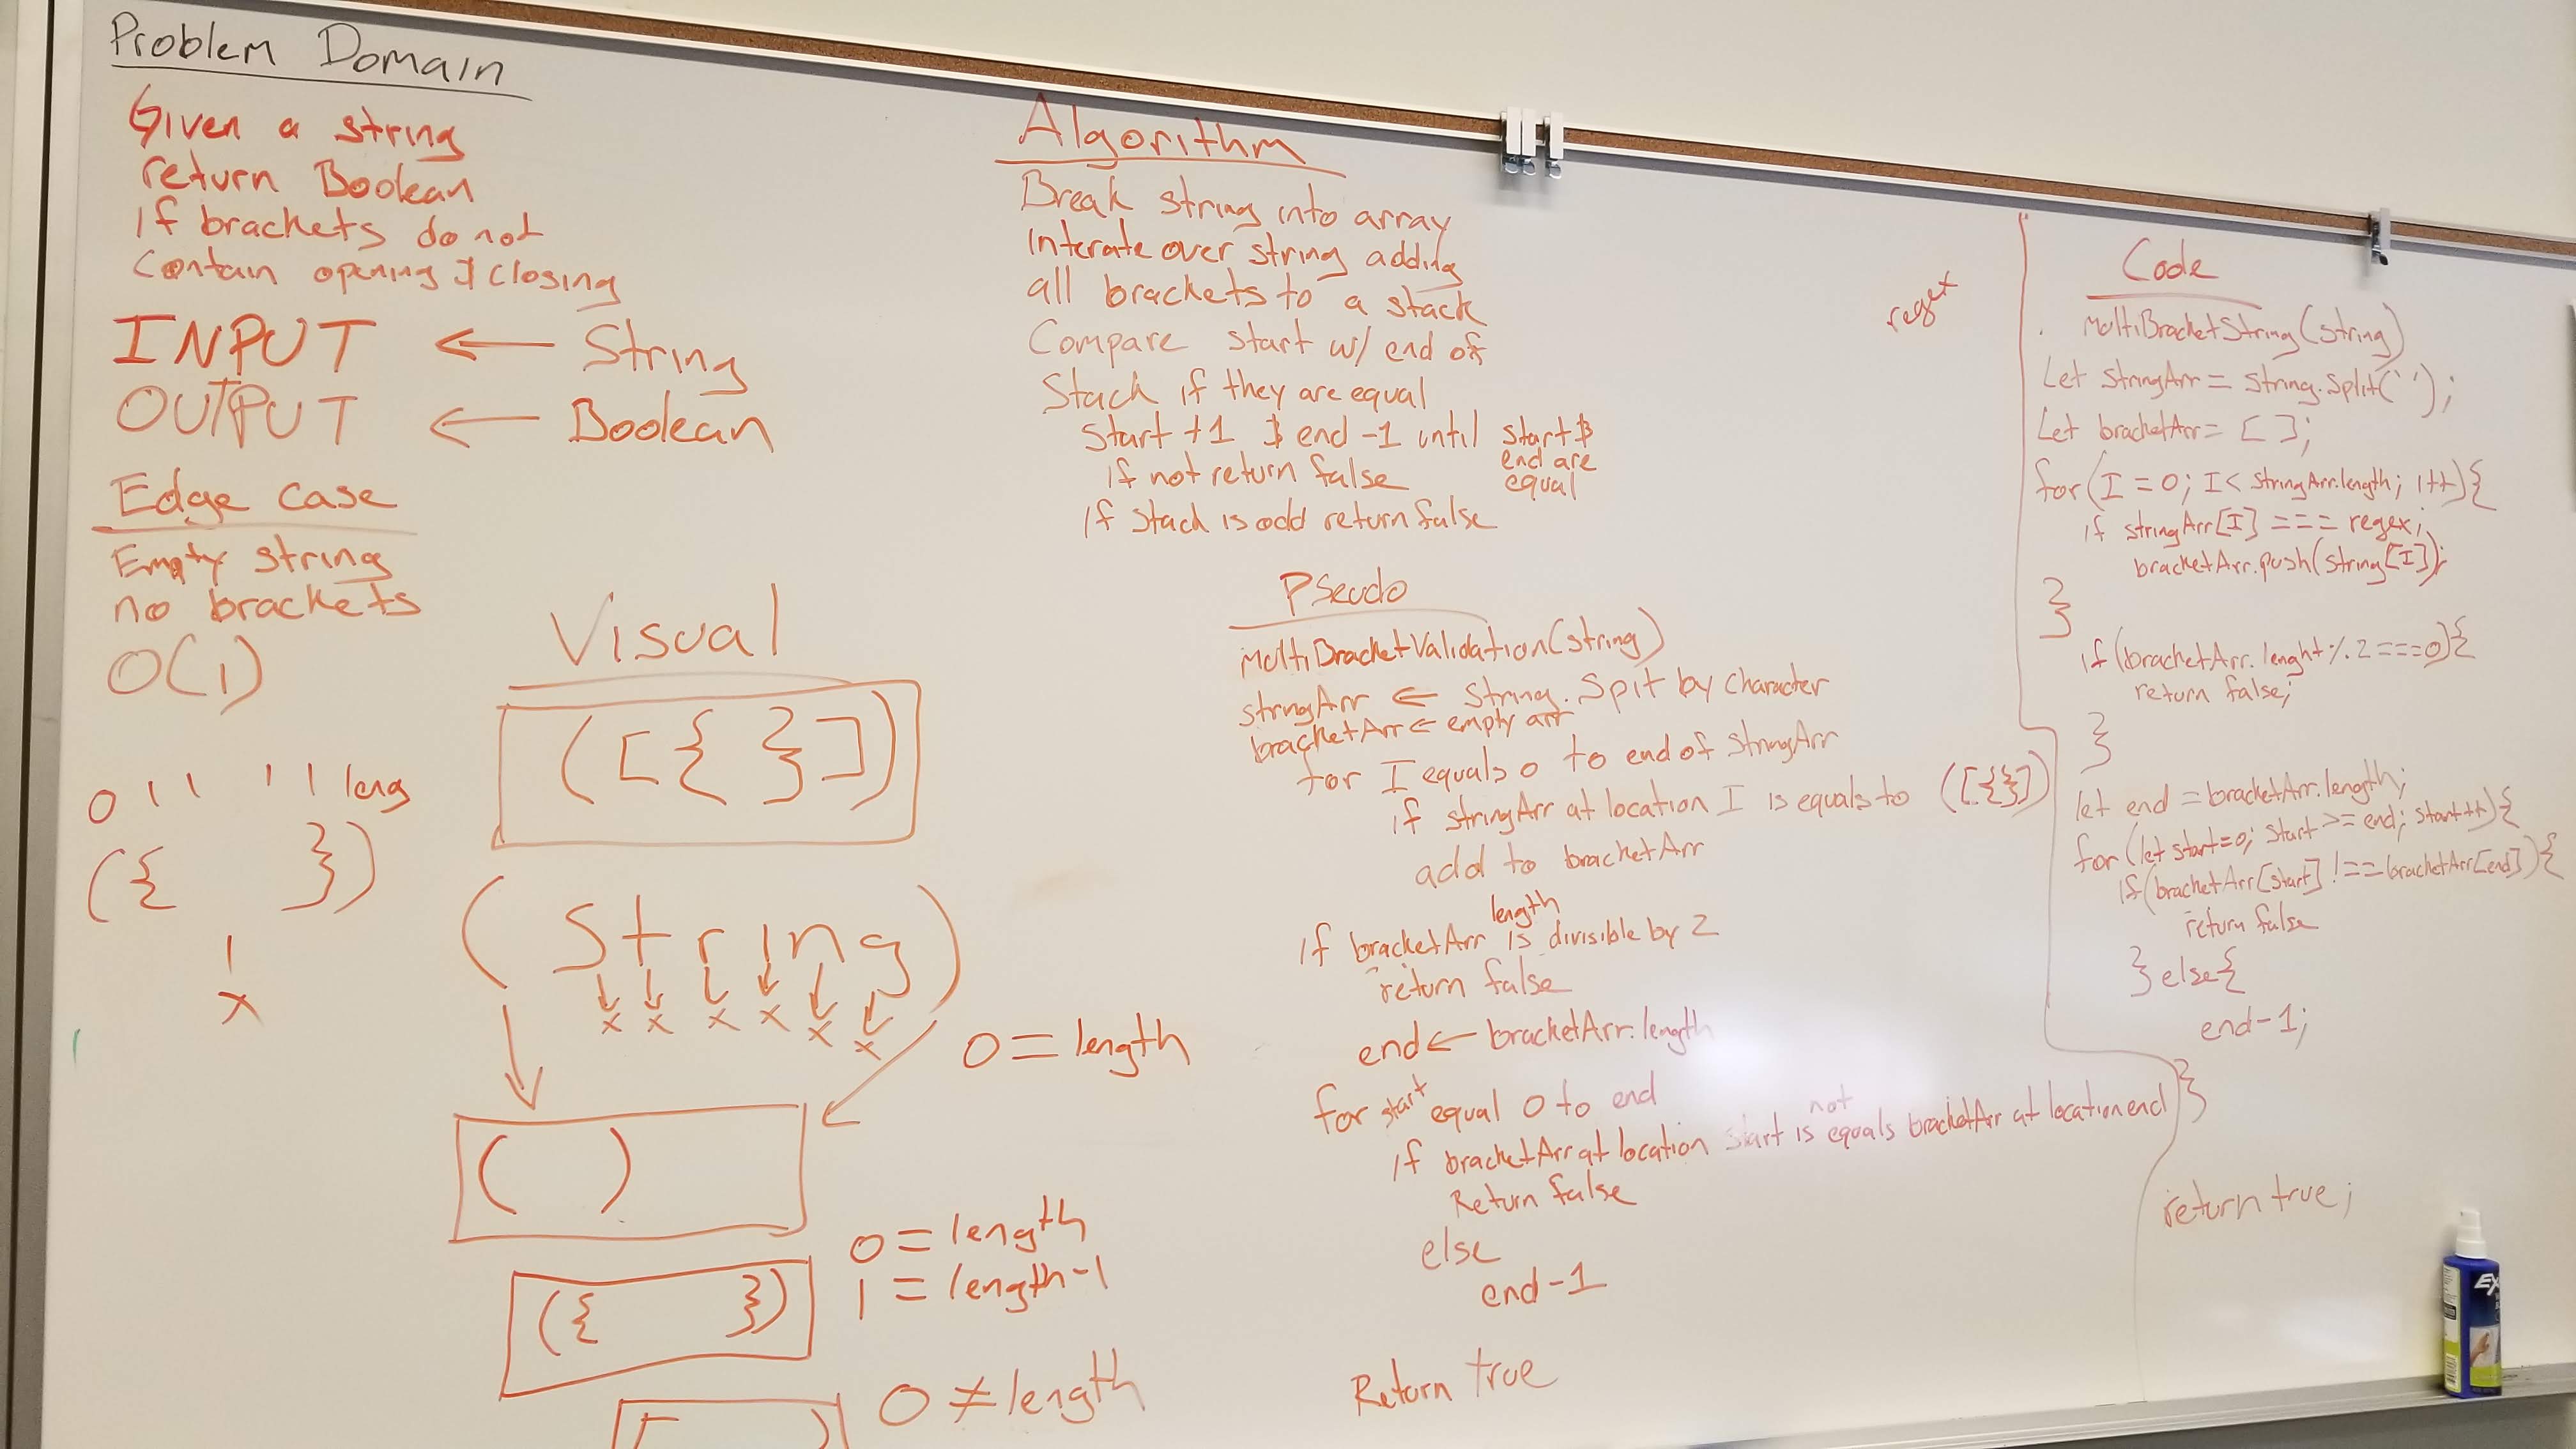 Problem Domain
Given a string
return Boolean
If brackets do not
Contain opening & closing
INPUT ← String
OUTPUT ← Boolean
Edge Case
Empty string
no brackets
O(1)
0 1 1 1 1 leng
({ })
1
x
Visual
([{ }])
(String)
x x x x x x
0 = length
( )
0 = length
1 = length-1
({ })
0 ≠ length
[ )
Algorithm
Break string into array
Interate over string adding
all brackets to a stack
Compare start w/ end of
Stack if they are equal
start +1 & end -1 until start &
end are
equal
if not return false
If stack is odd return false
Pseudo
MultiBracketValidation(string)
stringArr ← String. Spit by character
bracketArr ← empty arr
for I equals 0 to end of stringArr
if stringArr at location I is equals to ([{}])
add to bracketArr
length
if bracketArr is divisible by 2
return false
end ← bracketArr.length
for start equal 0 to end
not
if bracketArr at location start is equals bracketArr at location end
Return false
else
end-1
Return true
regex
Code
MultiBracketString(string)
Let stringArr = string.split('');
Let bracketArr = [ ];
for(I = 0; I < stringArr.length; I++){
if stringArr[I] === regex;
bracketArr.push(string[I]);
}
if(bracketArr.lenght % 2 === 0){
return false;
}
let end = bracketArr.length;
for(let start=0; start >= end; start++){
if(bracketArr[start] !== bracketArr[end]){
return false
} else{
end-1;
}
return true;
EX